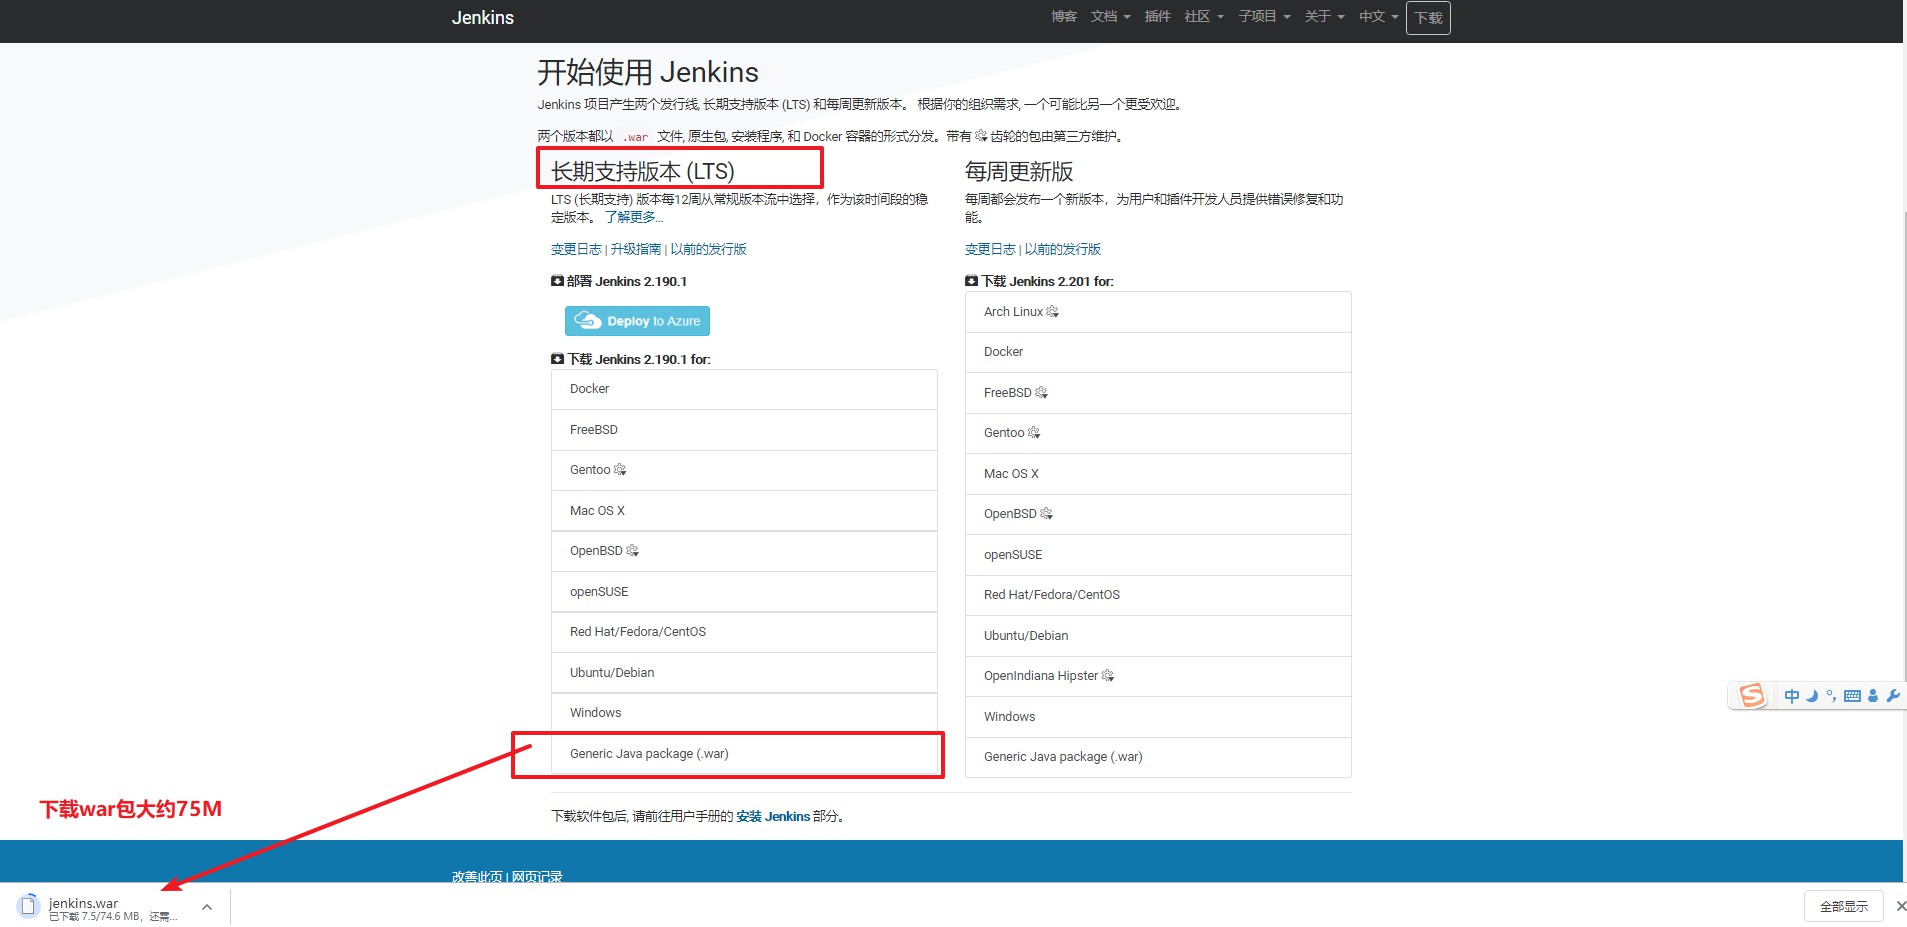 Jenkins
博客 文档 插件 社区 子项目 关于 中文 下载
开始使用 Jenkins
Jenkins 项目产生两个发行线, 长期支持版本 (LTS) 和每周更新版本。 根据你的组织需求, 一个可能比另一个更受欢迎。
两个版本都以 .war 文件, 原生包, 安装程序, 和 Docker 容器的形式分发。带有 齿轮的包由第三方维护。
长期支持版本 (LTS)
LTS (长期支持) 版本每12周从常规版本流中选择，作为该时间段的稳
定版本。 了解更多...
变更日志 | 升级指南 | 以前的发行版
部署 Jenkins 2.190.1
Deploy to Azure
下载 Jenkins 2.190.1 for:
Docker
FreeBSD
Gentoo
Mac OS X
OpenBSD
openSUSE
Red Hat/Fedora/CentOS
Ubuntu/Debian
Windows
Generic Java package (.war)
每周更新版
每周都会发布一个新版本，为用户和插件开发人员提供错误修复和功
能。
变更日志 | 以前的发行版
下载 Jenkins 2.201 for:
Arch Linux
Docker
FreeBSD
Gentoo
Mac OS X
OpenBSD
openSUSE
Red Hat/Fedora/CentOS
Ubuntu/Debian
OpenIndiana Hipster
Windows
Generic Java package (.war)
中
下载war包大约75M
下载软件包后, 请前往用户手册的 安装 Jenkins 部分。
改善此页 | 网页记录
jenkins.war
已下载 7.5/74.6 MB，还需...
全部显示